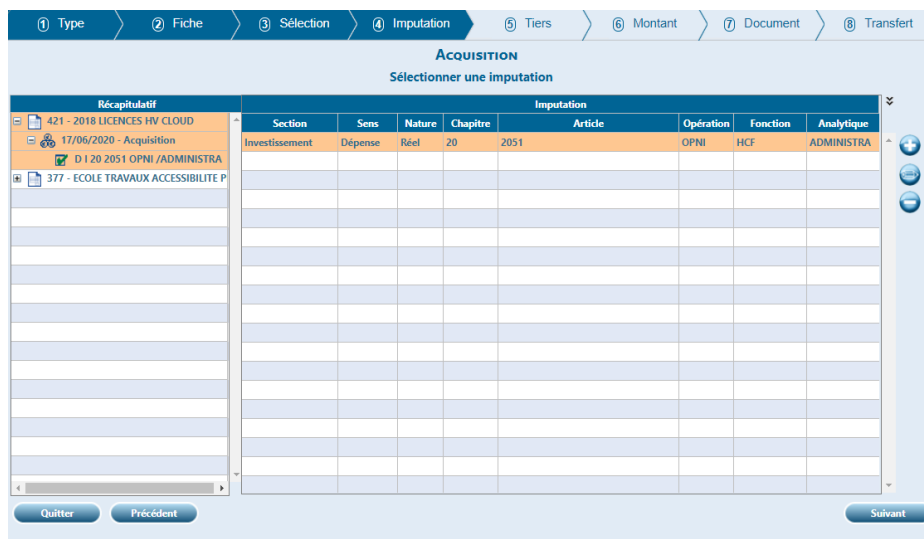 1 Type 2 Fiche 3 Sélection 4 Imputation 5 Tiers 6 Montant 7 Document 8 Transfert
Acquisition
Sélectionner une imputation
Récapitulatif Imputation
421 - 2018 LICENCES HV CLOUD
17/06/2020 - Acquisition
D I 20 2051 OPNI /ADMINISTRA
377 - ECOLE TRAVAUX ACCESSIBILITE P
Section Sens Nature Chapitre Article Opération Fonction Analytique
Investissement Dépense Réel 20 2051 OPNI HCF ADMINISTRA
Quitter Précédent Suivant